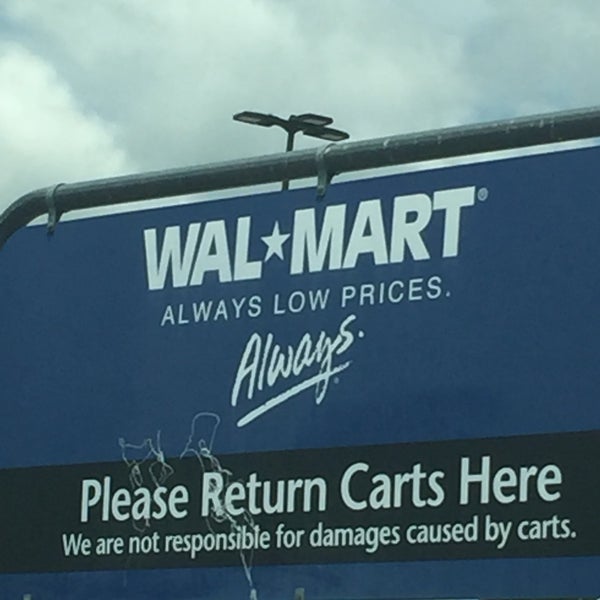 WAL★MART®
ALWAYS LOW PRICES.
Always.
Please Return Carts Here
We are not responsible for damages caused by carts.